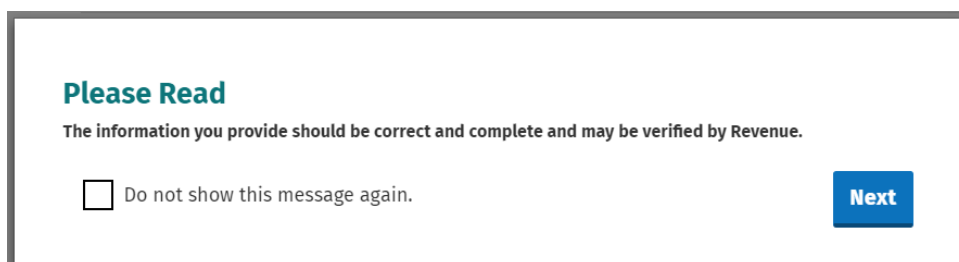 Please Read
The information you provide should be correct and complete and may be verified by Revenue.
Do not show this message again.
Next